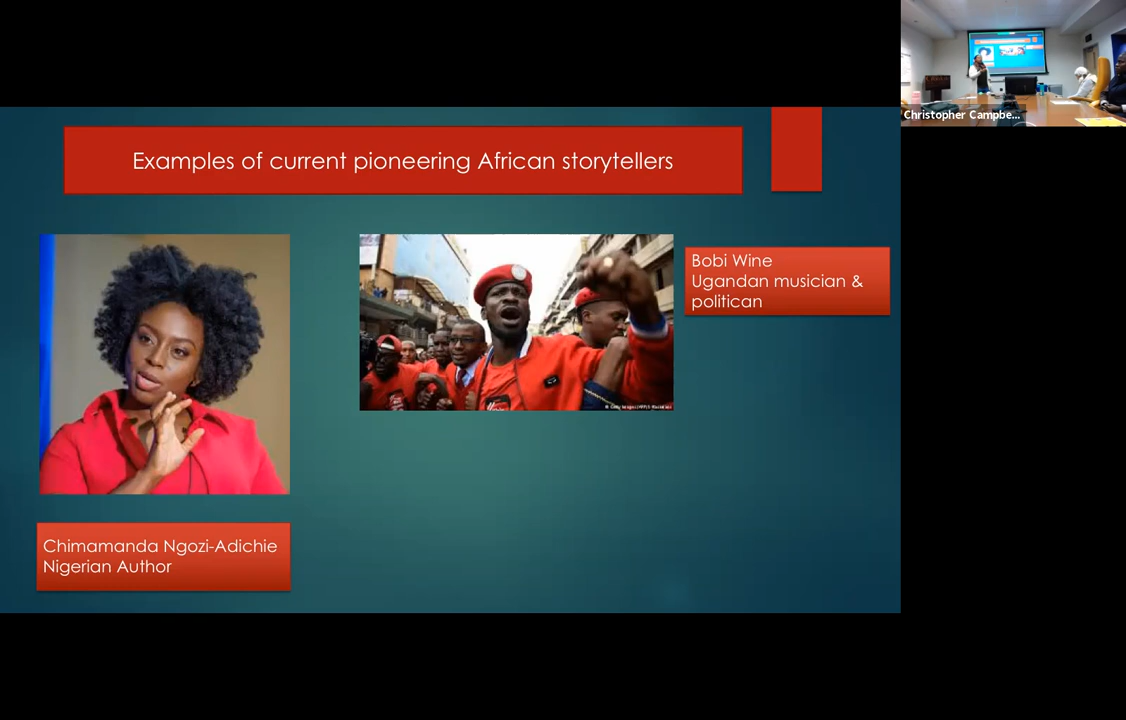 Christopher Campbe...
Examples of current pioneering African storytellers
Bobi Wine
Ugandan musician &
politican
Chimamanda Ngozi-Adichie
Nigerian Author